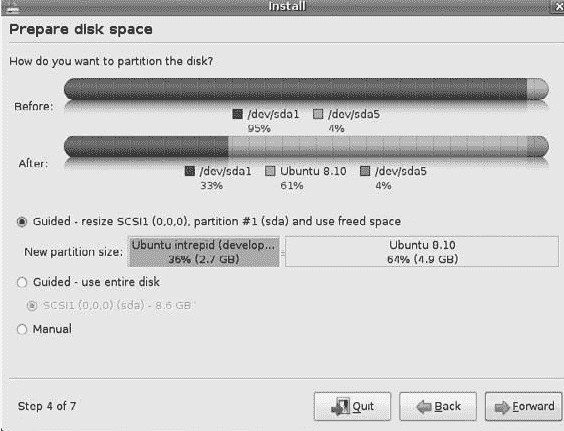 Install
Prepare disk space
How do you want to partition the disk?
Before:
/dev/sda1 /dev/sda5
95% 4%
After:
/dev/sda1 Ubuntu 8.10 /dev/sda5
33% 61% 4%
Guided - resize SCSI1 (0,0,0), partition #1 (sda) and use freed space
New partition size:
Ubuntu intrepid (develop... Ubuntu 8.10
36% (2.7 GB) 64% (4.9 GB)
Guided - use entire disk
SCSI1 (0,0,0) (sda) - 8.6 GB
Manual
Step 4 of 7
Quit Back Forward